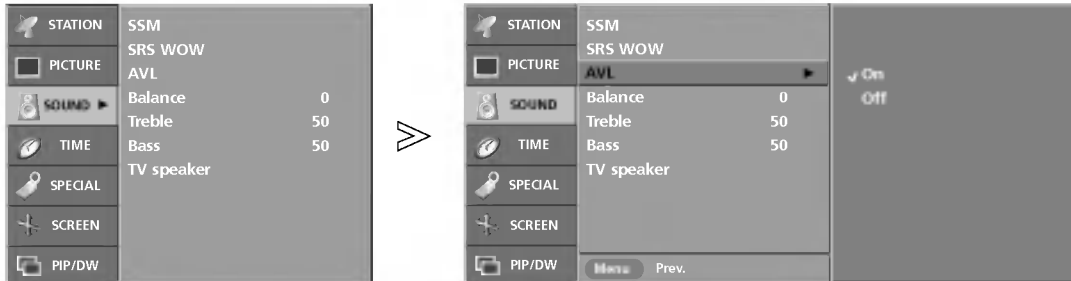 STATION
PICTURE
SOUND
TIME
SPECIAL
SCREEN
PIP/DW
SSM
SRS WOW
AVL
Balance 0
Treble 50
Bass 50
TV speaker
STATION
PICTURE
SOUND
TIME
SPECIAL
SCREEN
PIP/DW
SSM
SRS WOW
AVL
Balance 0
Treble 50
Bass 50
TV speaker
Menu Prev.
On
Off